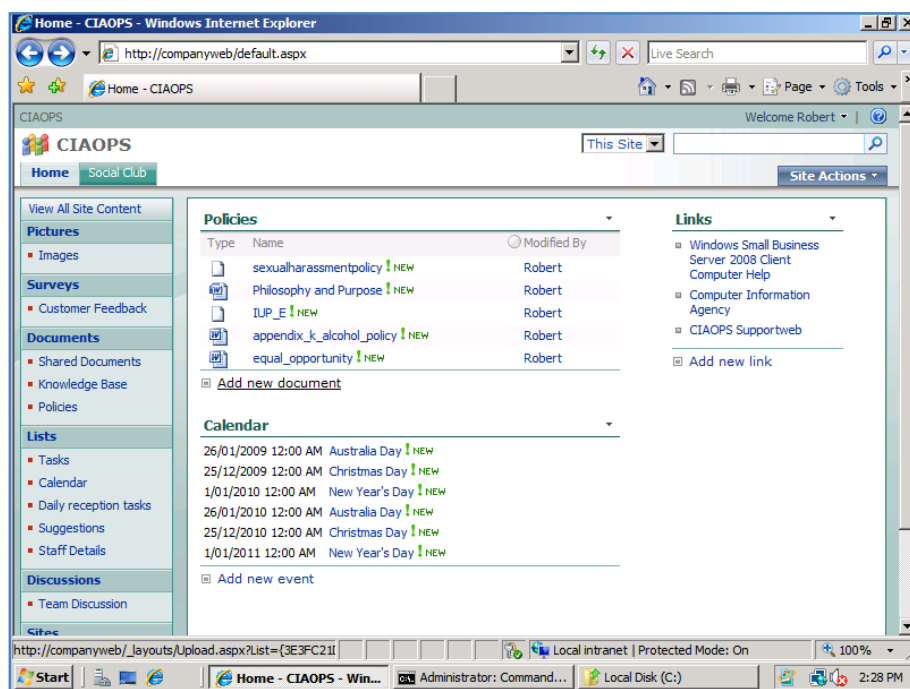 Home - CIAOPS - Windows Internet Explorer
http://companyweb/default.aspx
Live Search
Home - CIAOPS
Page
Tools
CIAOPS
Welcome Robert
CIAOPS
This Site
Home
Social Club
Site Actions
View All Site Content
Pictures
Images
Surveys
Customer Feedback
Documents
Shared Documents
Knowledge Base
Policies
Lists
Tasks
Calendar
Daily reception tasks
Suggestions
Staff Details
Discussions
Team Discussion
Sites
Policies
Type Name Modified By
sexualharassmentpolicy ! NEW Robert
Philosophy and Purpose ! NEW Robert
IUP_E ! NEW Robert
appendix_k_alcohol_policy ! NEW Robert
equal_opportunity ! NEW Robert
Add new document
Calendar
26/01/2009 12:00 AM Australia Day ! NEW
25/12/2009 12:00 AM Christmas Day ! NEW
1/01/2010 12:00 AM New Year's Day ! NEW
26/01/2010 12:00 AM Australia Day ! NEW
25/12/2010 12:00 AM Christmas Day ! NEW
1/01/2011 12:00 AM New Year's Day ! NEW
Add new event
Links
Windows Small Business
Server 2008 Client
Computer Help
Computer Information
Agency
CIAOPS Supportweb
Add new link
http://companyweb/_layouts/Upload.aspx?List={3E3FC21
Local intranet | Protected Mode: On
100%
Start
Home - CIAOPS - Win...
Administrator: Command...
Local Disk (C:)
2:28 PM